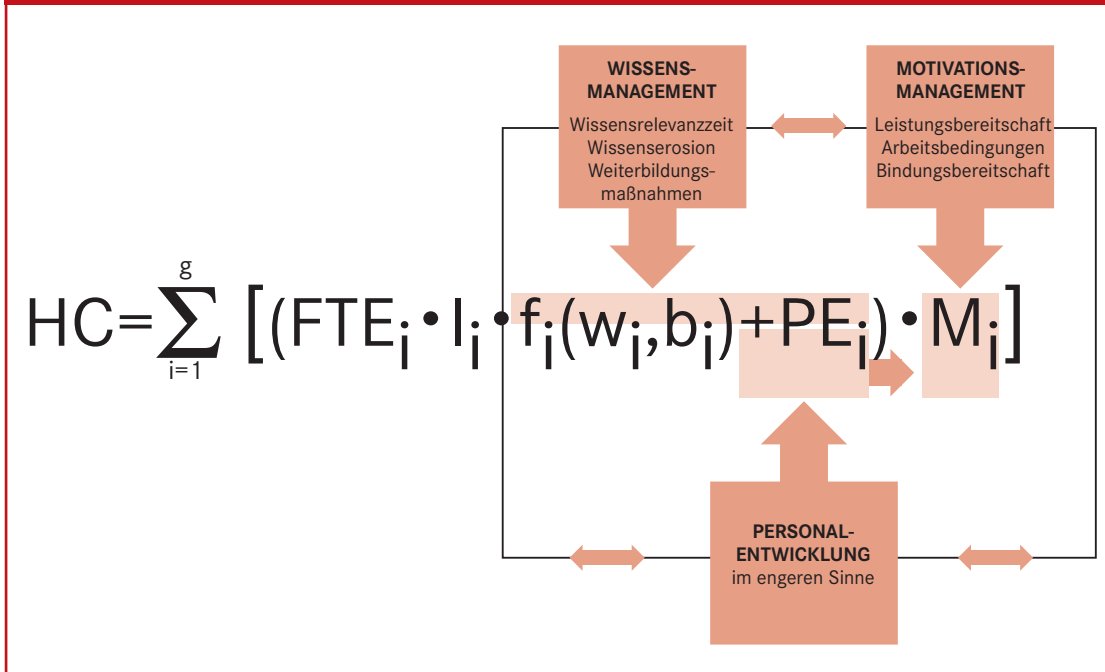 WISSENS-
MANAGEMENT
Wissensrelevanzzeit
Wissenserosion
Weiterbildungs-
maßnahmen
MOTIVATIONS-
MANAGEMENT
Leistungsbereitschaft
Arbeitsbedingungen
Bindungsbereitschaft
g
HC=∑ [(FTEi • Ii • fi(wi,bi)+PEi) • Mi]
i=1
PERSONAL-
ENTWICKLUNG
im engeren Sinne